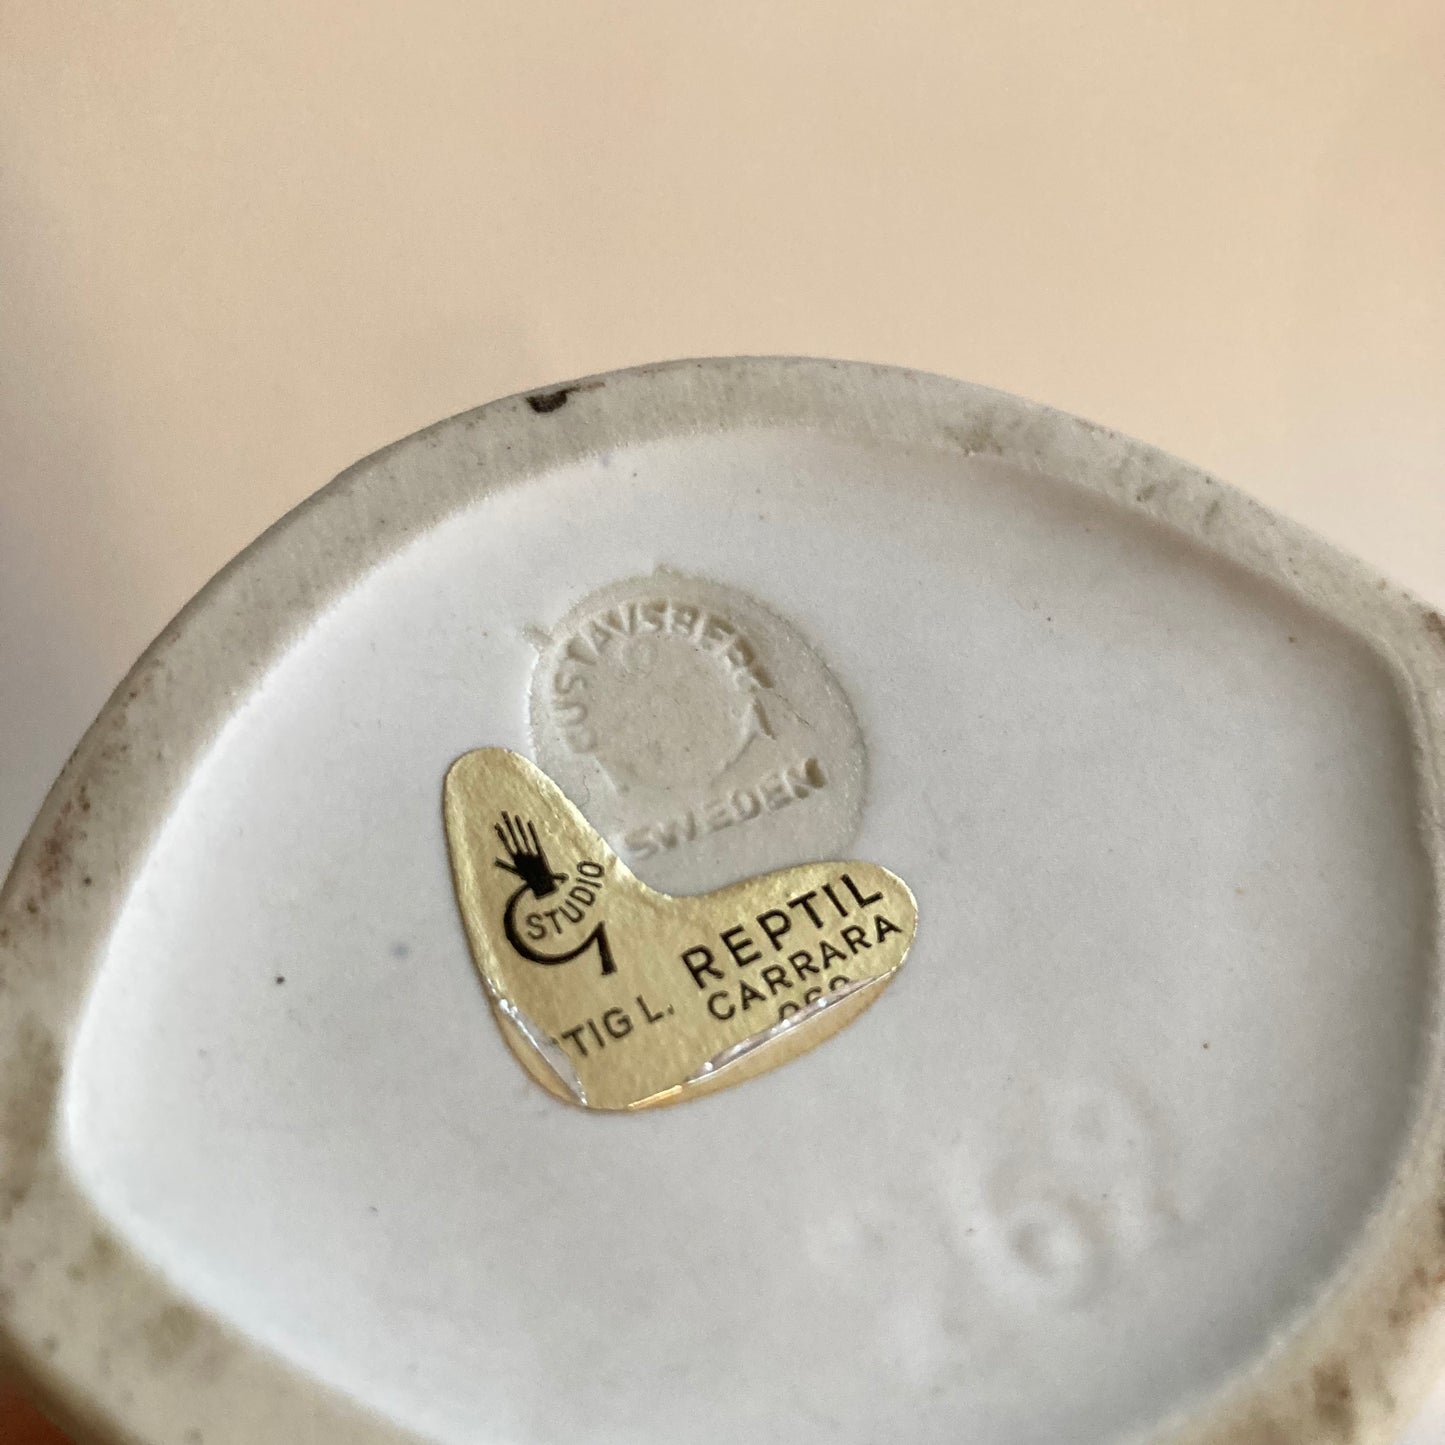 GUSTAVSBERG
SWEDEN
STUDIO
G
REPTIL
CARRARA
TIG L.